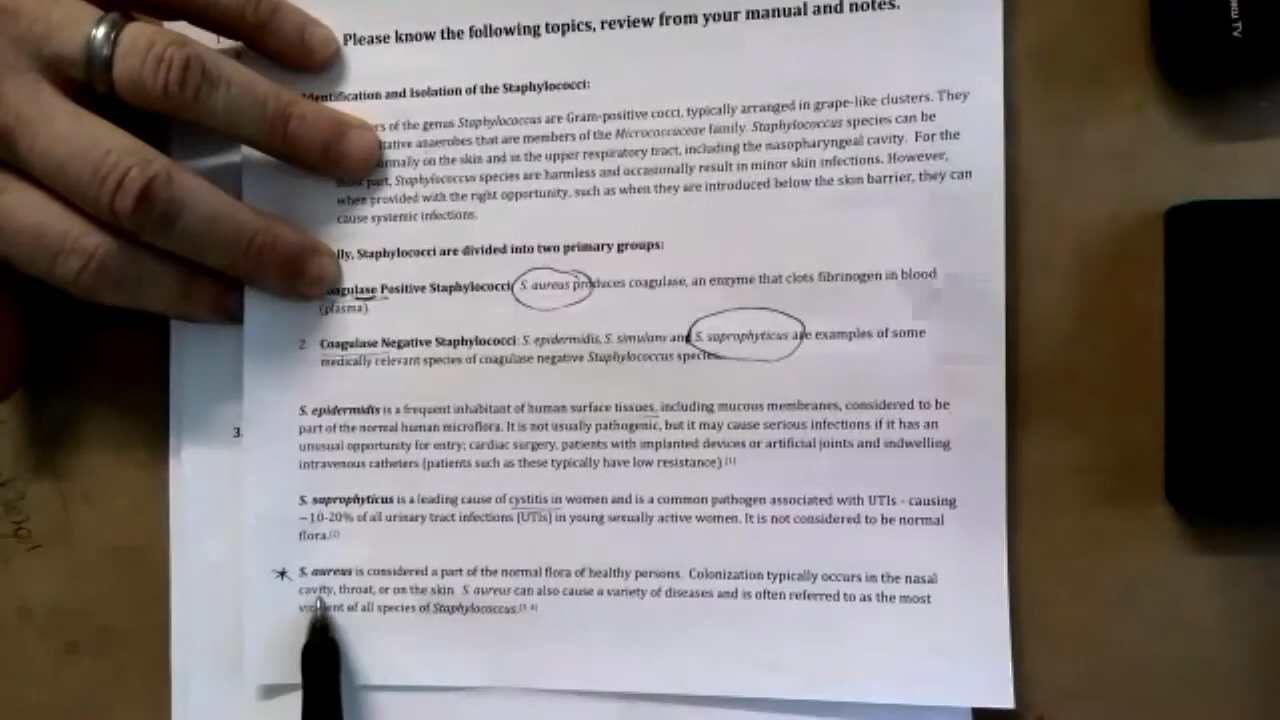 Please know the following topics, review from your manual and notes.
Identification and Isolation of the Staphylococci:
of the genus Staphylococcus are Gram-positive cocci, typically arranged in grape-like clusters. They
anaerobes that are members of the Micrococcaceae family. Staphylococcus species can be
on the skin and in the upper respiratory tract, including the nasopharyngeal cavity. For the
most part, Staphylococcus species are harmless and occasionally result in minor skin infections. However,
when provided with the right opportunity, such as when they are introduced below the skin barrier, they can
cause systemic infections.
Staphylococci are divided into two primary groups:
Positive Staphylococci: S. aureus produces coagulase, an enzyme that clots fibrinogen in blood
(plasma)
2. Coagulase Negative Staphylococci: S. epidermidis, S. simulans and S. saprophyticus are examples of some
medically relevant species of coagulase negative Staphylococcus species.
S. epidermidis is a frequent inhabitant of human surface tissues, including mucous membranes, considered to be
3. part of the normal human microflora. It is not usually pathogenic, but it may cause serious infections if it has an
unusual opportunity for entry; cardiac surgery, patients with implanted devices or artificial joints and indwelling
intravenous catheters (patients such as these typically have low resistance).[1]
S. saprophyticus is a leading cause of cystitis in women and is a common pathogen associated with UTIs - causing
~10-20% of all urinary tract infections (UTIs) in young sexually active women. It is not considered to be normal
flora.[2]
S. aureus is considered a part of the normal flora of healthy persons. Colonization typically occurs in the nasal
cavity, throat, or on the skin. S. aureus can also cause a variety of diseases and is often referred to as the most
virulent of all species of Staphylococcus.[3-4]